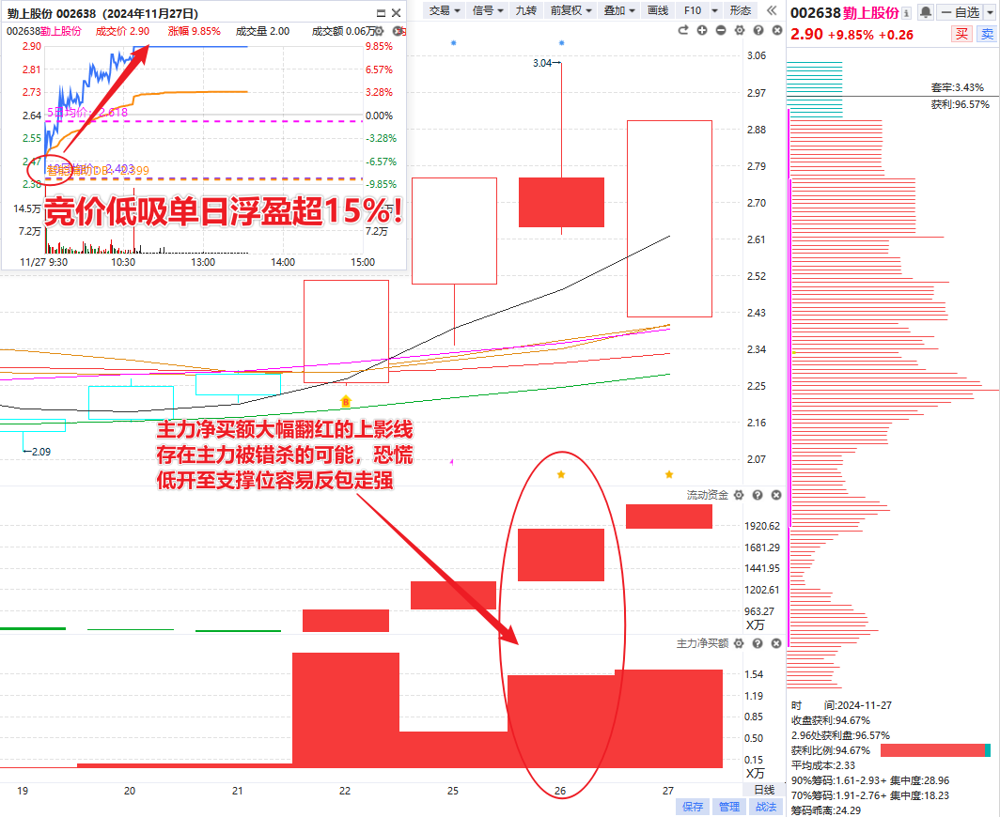 勤上股份 002638 (2024年11月27日)
002638勤上股份 成交价 2.90 涨幅 9.85% 成交量 2.00 成交额 0.06万
2.90 9.85%
2.81 6.57%
2.73 3.28%
2.64 0.00%
2.55 -3.28%
2.47 -6.57%
2.38 -9.85%
5日均价: 2.618
10日均价: 2.403
14.5万
7.2万 7.2万
竞价低吸单日浮盈超15%!
11/27 9:30 10:30 13:00 14:00 15:00
交易 信号 九转 前复权 叠加 画线 F10 形态
002638勤上股份 自选
2.90 +9.85% +0.26 买 卖
3.04
3.06
2.97
2.88
2.79
2.70
2.61
2.52
2.43
2.34
2.25
2.16
2.07
2.09
B
套牢:3.43%
获利:96.57%
主力净买额大幅翻红的上影线
存在主力被错杀的可能，恐慌
低开至支撑位容易反包走强
流动资金
1920.62
1681.29
1441.95
1202.61
963.27
X万
主力净买额
1.54
1.19
0.85
0.50
0.15
X万
19 20 21 22 25 26 27 日线
保存 管理 战法
时 间:2024-11-27
收盘获利:94.67%
2.96处获利盘:96.57%
获利比例:94.67%
平均成本:2.33
90%筹码:1.61-2.93+ 集中度:28.96
70%筹码:1.91-2.76+ 集中度:18.23
筹码乖离:24.29